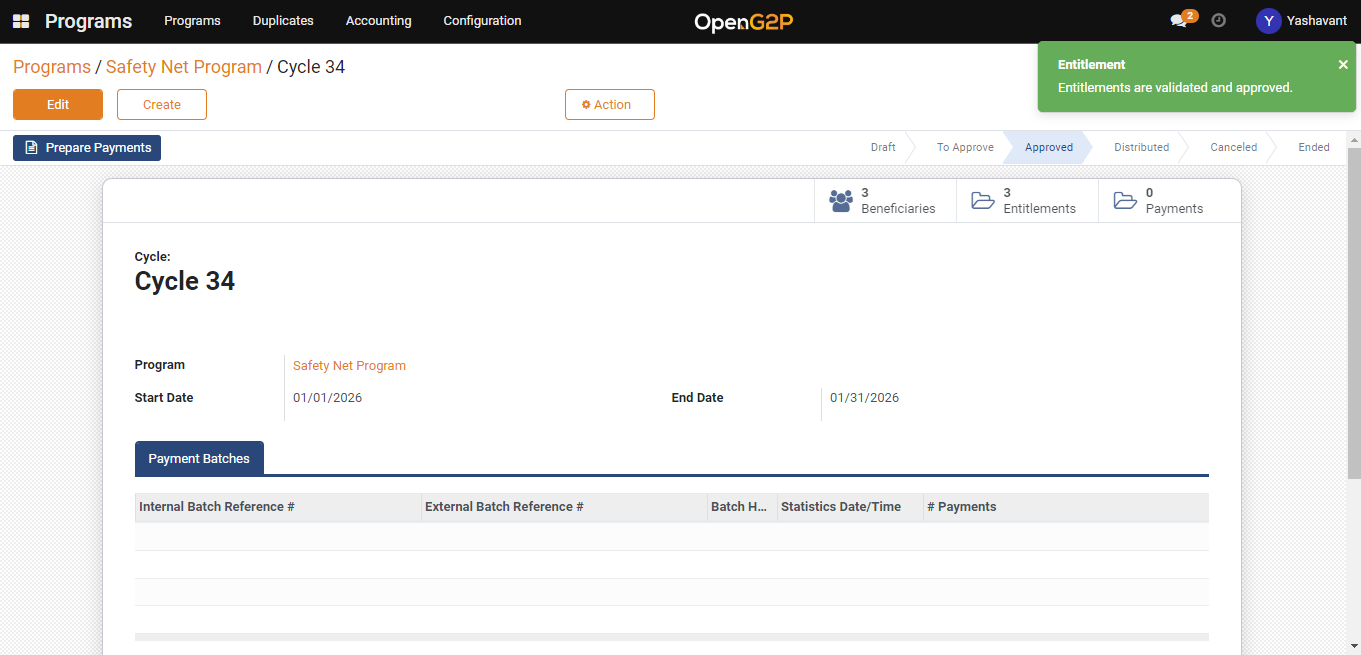 Programs Programs Duplicates Accounting Configuration OpenG2P 2 Y Yashavant
Programs / Safety Net Program / Cycle 34
Entitlement
Entitlements are validated and approved.
Edit Create Action
Prepare Payments Draft To Approve Approved Distributed Canceled Ended
3 Beneficiaries
3 Entitlements
0 Payments
Cycle:
Cycle 34
Program Safety Net Program
Start Date 01/01/2026 End Date 01/31/2026
Payment Batches
Internal Batch Reference # External Batch Reference # Batch H... Statistics Date/Time # Payments